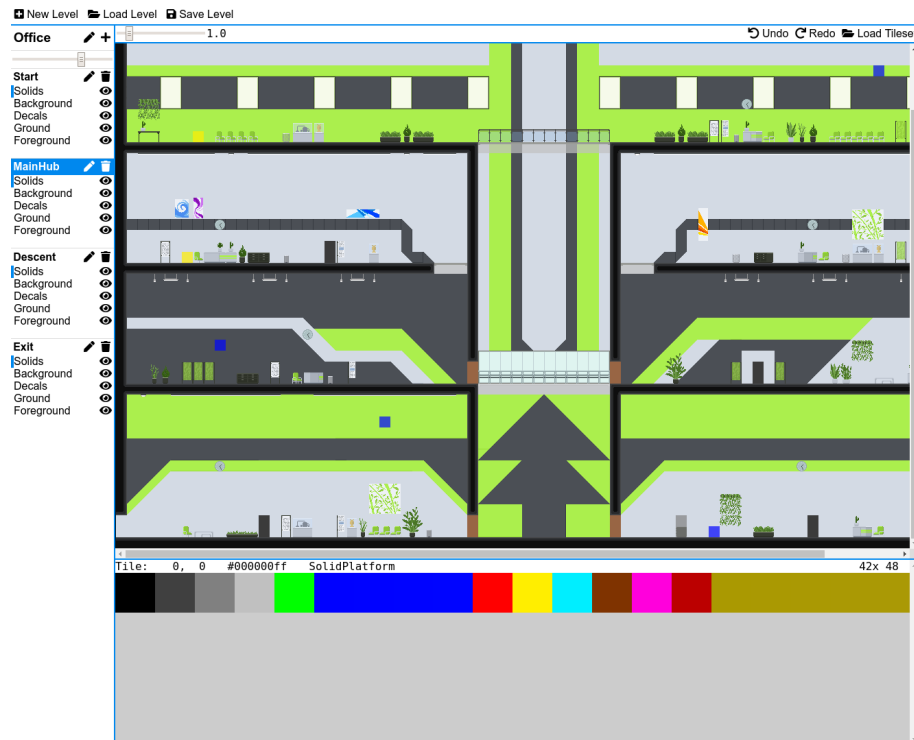 New Level Load Level Save Level
Office
1.0 Undo Redo Load Tilese
Start
Solids
Background
Decals
Ground
Foreground
MainHub
Solids
Background
Decals
Ground
Foreground
Descent
Solids
Background
Decals
Ground
Foreground
Exit
Solids
Background
Decals
Ground
Foreground
Tile: 0, 0 #000000ff SolidPlatform 42x 48